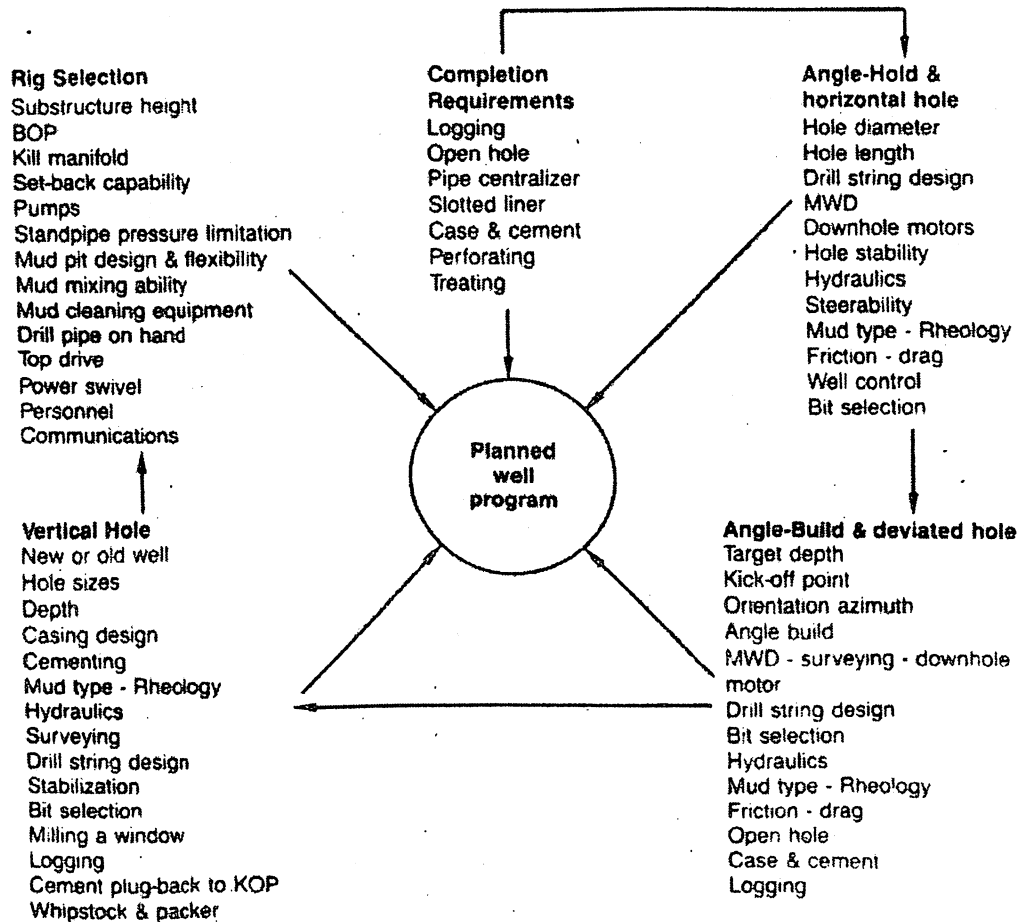 Rig Selection
Substructure height
BOP
Kill manifold
Set-back capability
Pumps
Standpipe pressure limitation
Mud pit design & flexibility
Mud mixing ability
Mud cleaning equipment
Drill pipe on hand
Top drive
Power swivel
Personnel
Communications
Completion
Requirements
Logging
Open hole
Pipe centralizer
Slotted liner
Case & cement
Perforating
Treating
Angle-Hold &
horizontal hole
Hole diameter
Hole length
Drill string design
MWD
Downhole motors
Hole stability
Hydraulics
Steerability
Mud type - Rheology
Friction - drag
Well control
Bit selection
Planned
well
program
Vertical Hole
New or old well
Hole sizes
Depth
Casing design
Cementing
Mud type - Rheology
Hydraulics
Surveying
Drill string design
Stabilization
Bit selection
Milling a window
Logging
Cement plug-back to KOP
Whipstock & packer
Angle-Build & deviated hole
Target depth
Kick-off point
Orientation azimuth
Angle build
MWD - surveying - downhole
motor
Drill string design
Bit selection
Hydraulics
Mud type - Rheology
Friction - drag
Open hole
Case & cement
Logging